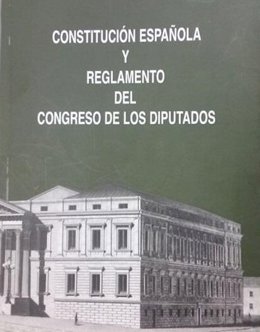 CONSTITUCIÓN ESPAÑOLA
Y
REGLAMENTO
DEL
CONGRESO DE LOS DIPUTADOS